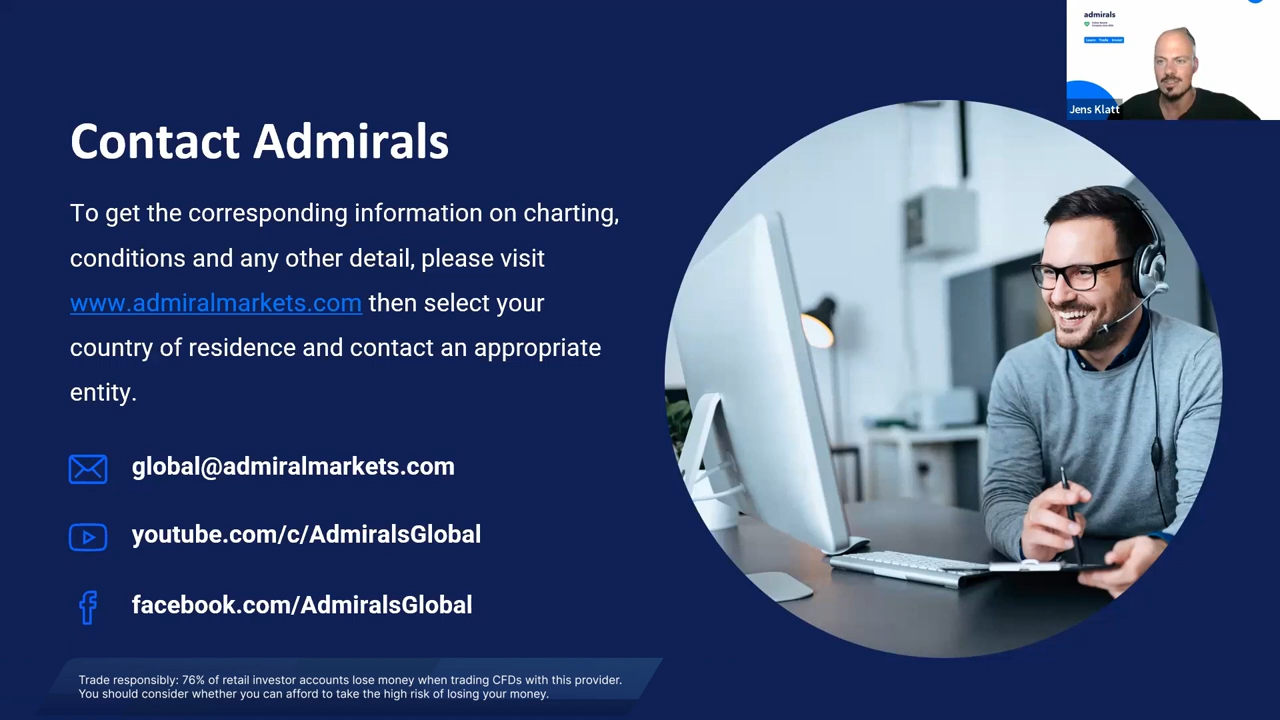 Contact Admirals
To get the corresponding information on charting,
conditions and any other detail, please visit
www.admiralmarkets.com then select your
country of residence and contact an appropriate
entity.
global@admiralmarkets.com
youtube.com/c/AdmiralsGlobal
facebook.com/AdmiralsGlobal
Trade responsibly: 76% of retail investor accounts lose money when trading CFDs with this provider.
You should consider whether you can afford to take the high risk of losing your money.
admirals
Learn Trade Invest
Jens Klatt